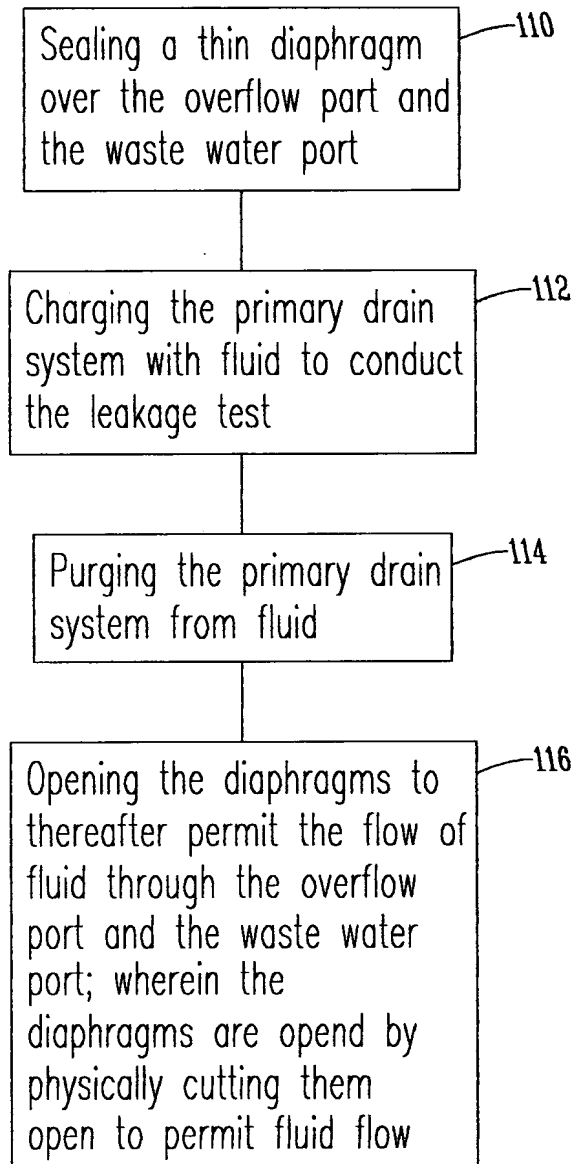 110
Sealing a thin diaphragm
over the overflow part and
the waste water port
112
Charging the primary drain
system with fluid to conduct
the leakage test
114
Purging the primary drain
system from fluid
116
Opening the diaphragms to
thereafter permit the flow of
fluid through the overflow
port and the waste water
port; wherein the
diaphragms are opend by
physically cutting them
open to permit fluid flow